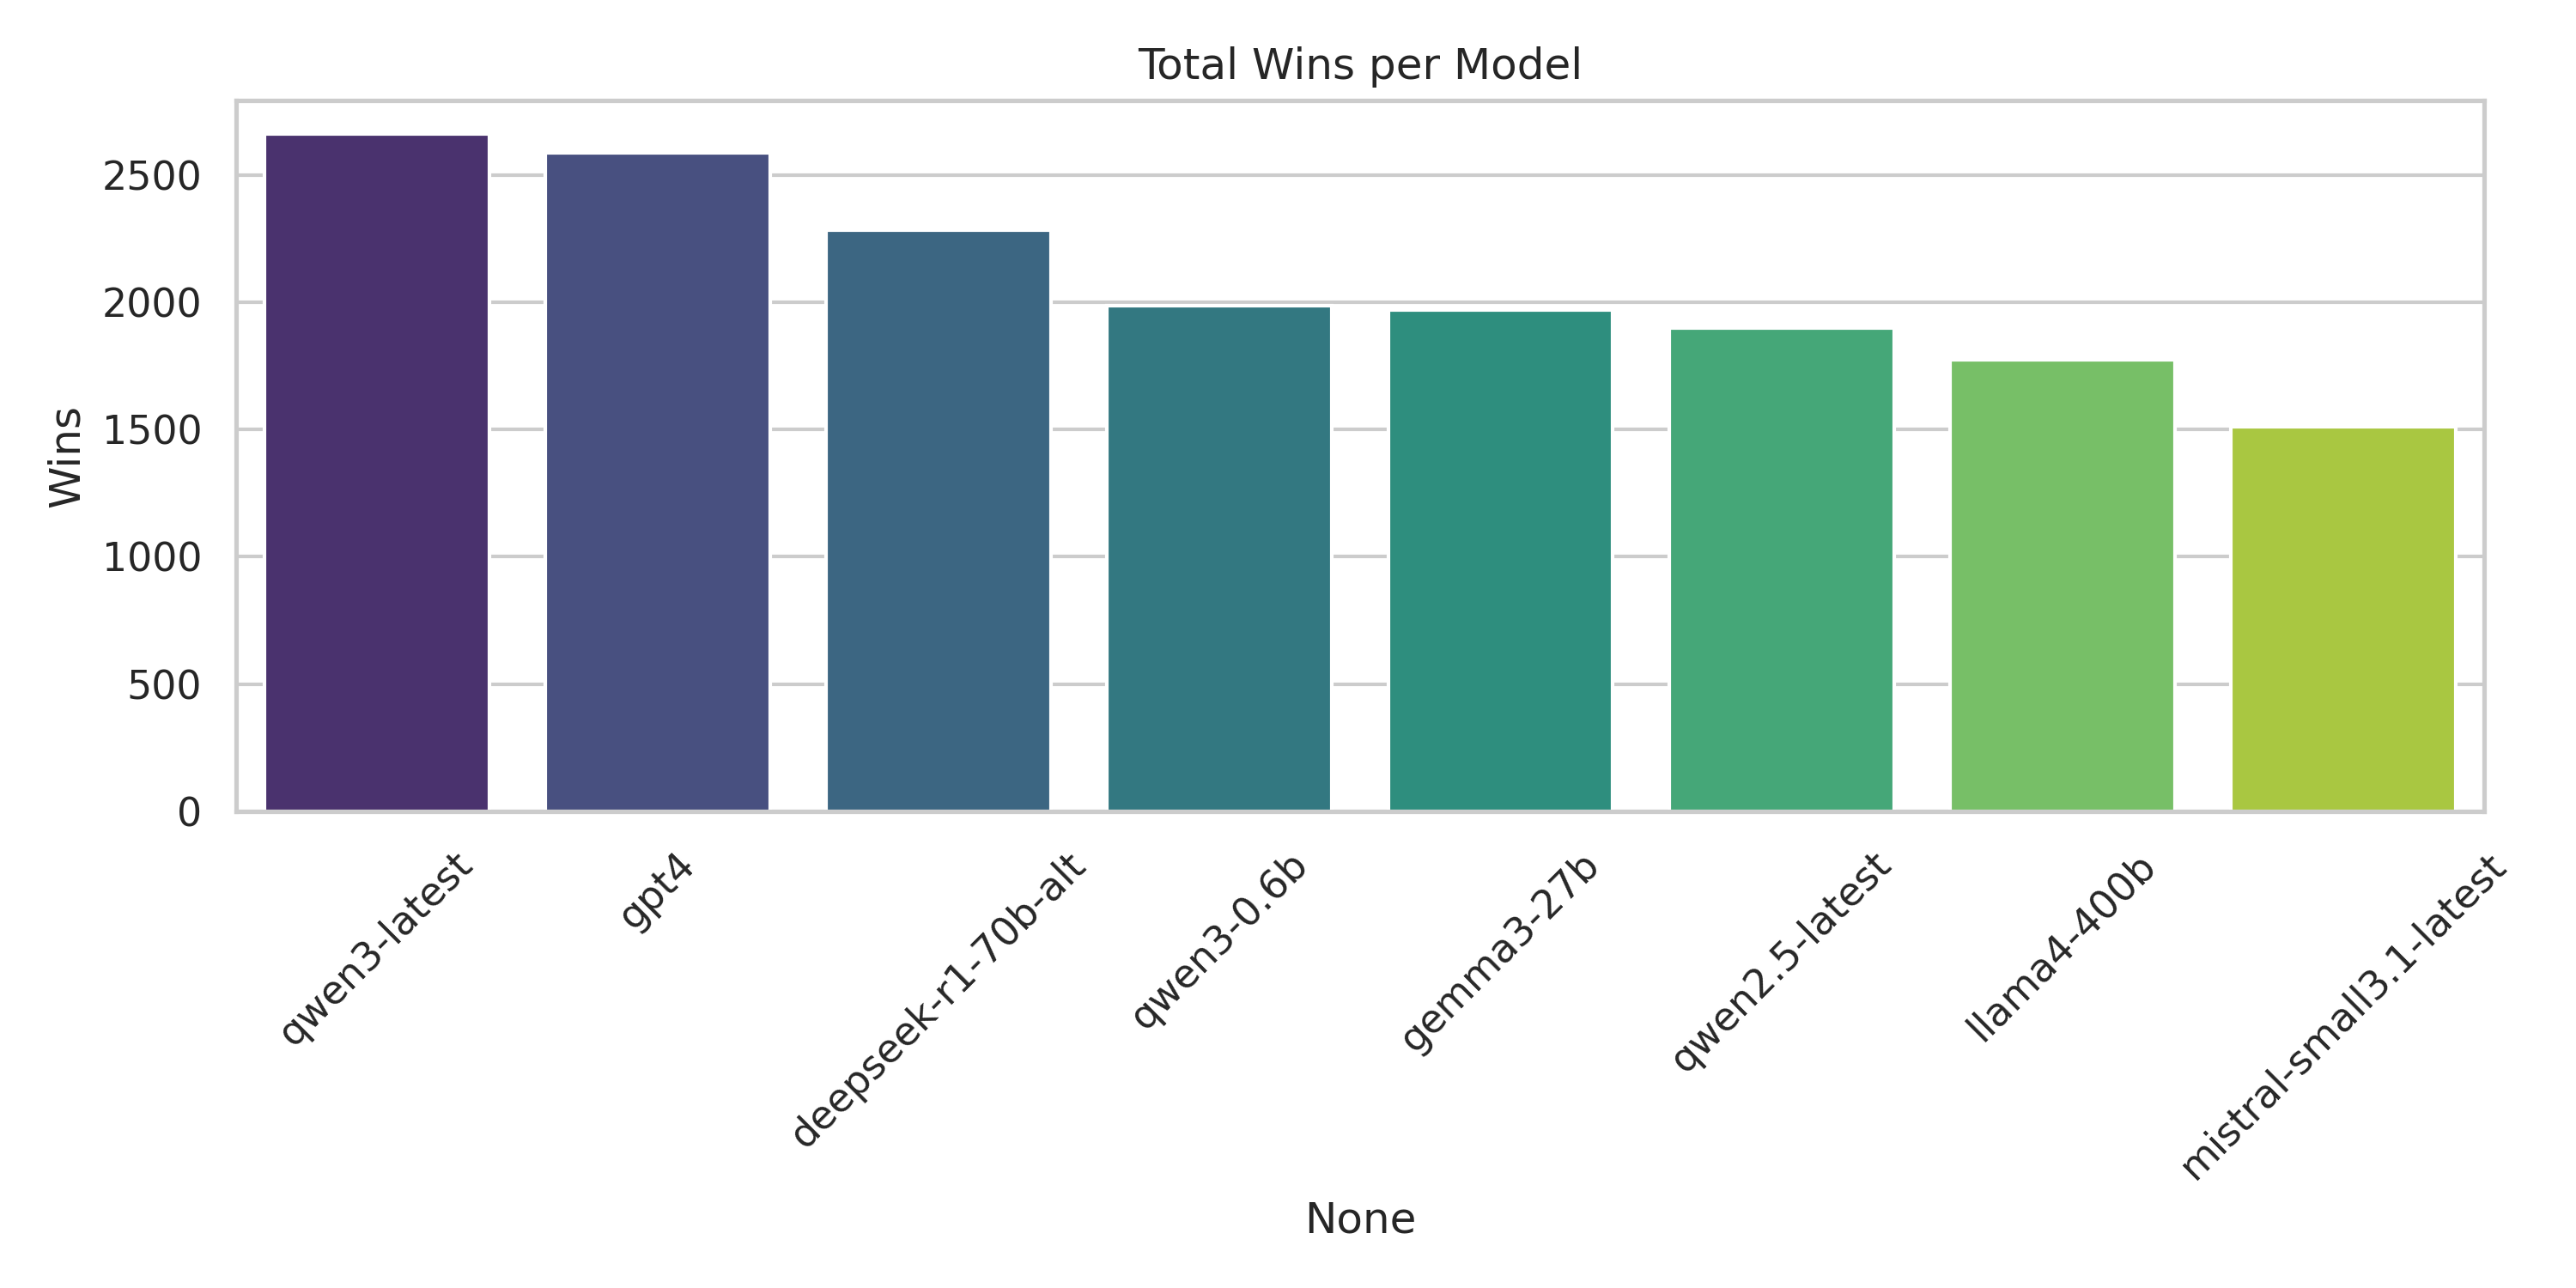 Total Wins per Model
Wins
2500
2000
1500
1000
500
0
qwen3-latest
gpt4
deepseek-r1-70b-alt
qwen3-0.6b
gemma3-27b
qwen2.5-latest
llama4-400b
mistral-small3.1-latest
None